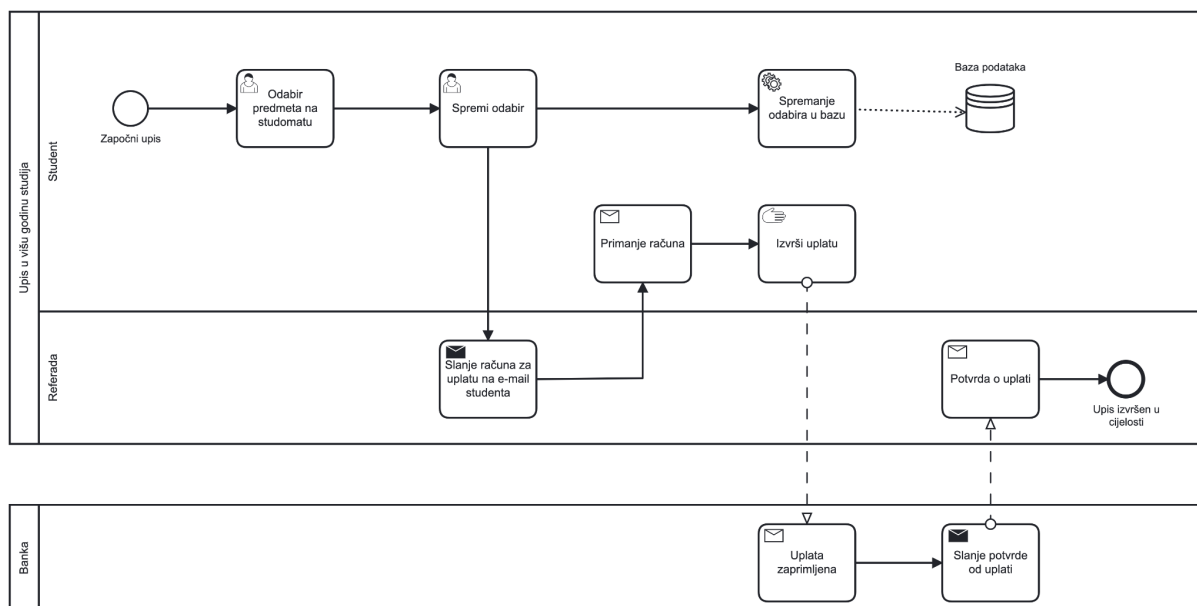 Upis u višu godinu studija
Student
Započni upis
Odabir
predmeta na
studomatu
Spremi odabir
Spremanje
odabira u bazu
Baza podataka
Primanje računa
Izvrši uplatu
Referada
Slanje računa za
uplatu na e-mail
studenta
Potvrda o uplati
Upis izvršen u
cijelosti
Banka
Uplata
zaprimljena
Slanje potvrde
od uplati